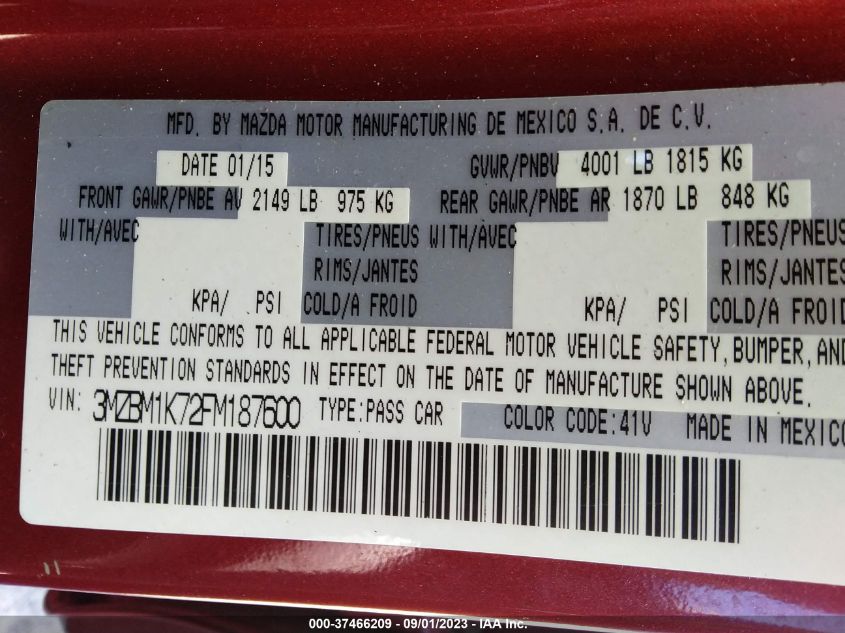 MFD. BY MAZDA MOTOR MANUFACTURING DE MEXICO S.A. DE C.V.
DATE 01/15 GVWR/PNBV 4001 LB 1815 KG
FRONT GAWR/PNBE AV 2149 LB 975 KG REAR GAWR/PNBE AR 1870 LB 848 KG
WITH/AVEC TIRES/PNEUS WITH/AVEC TIRES/PNEUS
RIMS/JANTES RIMS/JANTES
KPA/ PSI COLD/A FROID KPA/ PSI COLD/A FROID
THIS VEHICLE CONFORMS TO ALL APPLICABLE FEDERAL MOTOR VEHICLE SAFETY, BUMPER, AND
THEFT PREVENTION STANDARDS IN EFFECT ON THE DATE OF MANUFACTURE SHOWN ABOVE.
VIN: 3MZBM1K72FM187600 TYPE:PASS CAR COLOR CODE:41V MADE IN MEXICO
000-37466209 - 09/01/2023 - © IAA Inc.